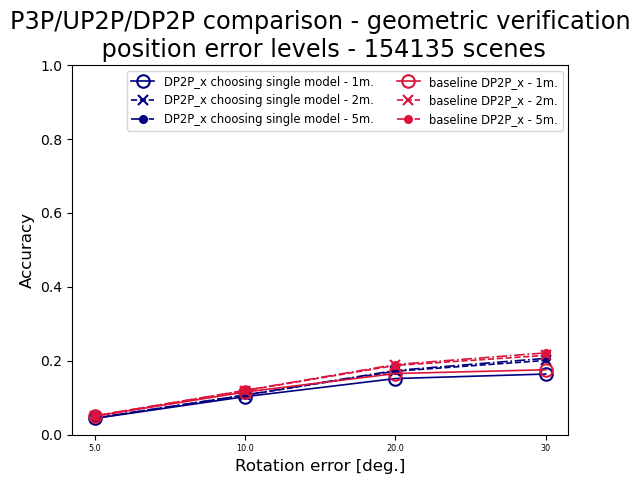 P3P/UP2P/DP2P comparison - geometric verification
position error levels - 154135 scenes
DP2P_x choosing single model - 1m.
DP2P_x choosing single model - 2m.
DP2P_x choosing single model - 5m.
baseline DP2P_x - 1m.
baseline DP2P_x - 2m.
baseline DP2P_x - 5m.
1.0
0.8
0.6
0.4
0.2
0.0
Accuracy
5.0 10.0 20.0 30
Rotation error [deg.]